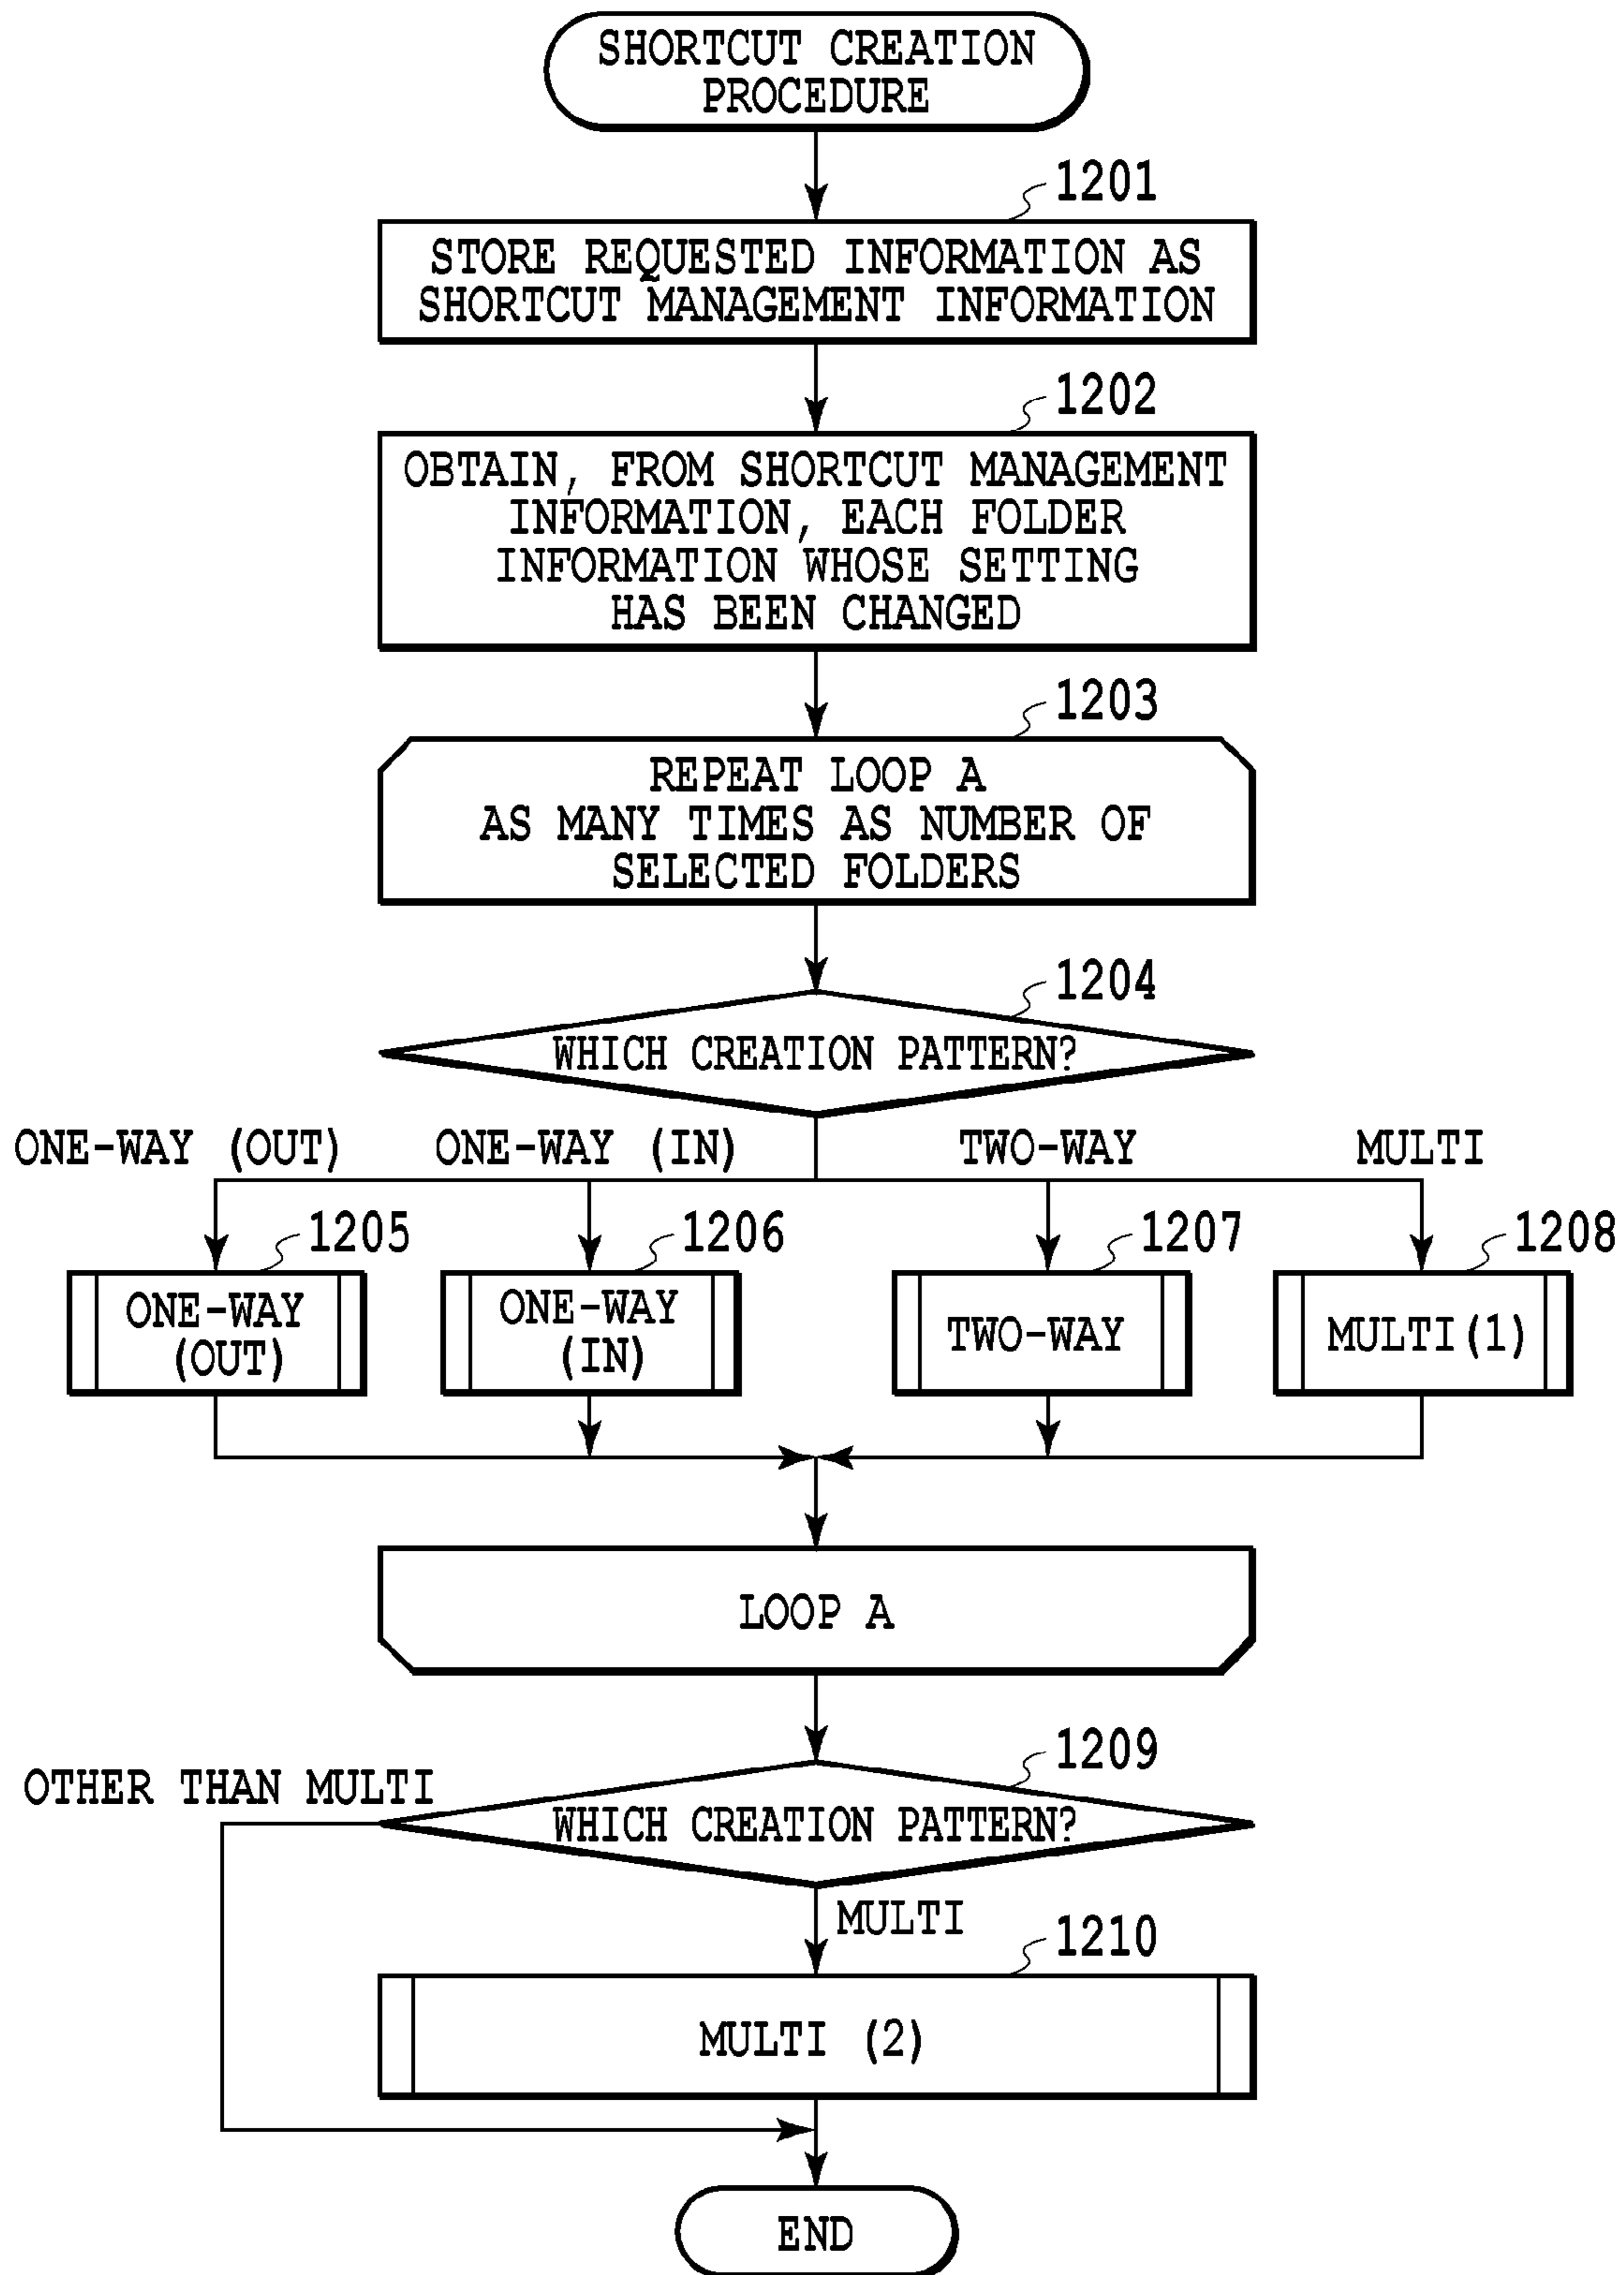 SHORTCUT CREATION
PROCEDURE
1201
STORE REQUESTED INFORMATION AS
SHORTCUT MANAGEMENT INFORMATION
1202
OBTAIN, FROM SHORTCUT MANAGEMENT
INFORMATION, EACH FOLDER
INFORMATION WHOSE SETTING
HAS BEEN CHANGED
1203
REPEAT LOOP A
AS MANY TIMES AS NUMBER OF
SELECTED FOLDERS
1204
WHICH CREATION PATTERN?
ONE-WAY (OUT)
ONE-WAY (IN)
TWO-WAY
MULTI
1205
1206
1207
1208
ONE-WAY
(OUT)
ONE-WAY
(IN)
TWO-WAY
MULTI(1)
LOOP A
1209
OTHER THAN MULTI
WHICH CREATION PATTERN?
MULTI
1210
MULTI (2)
END